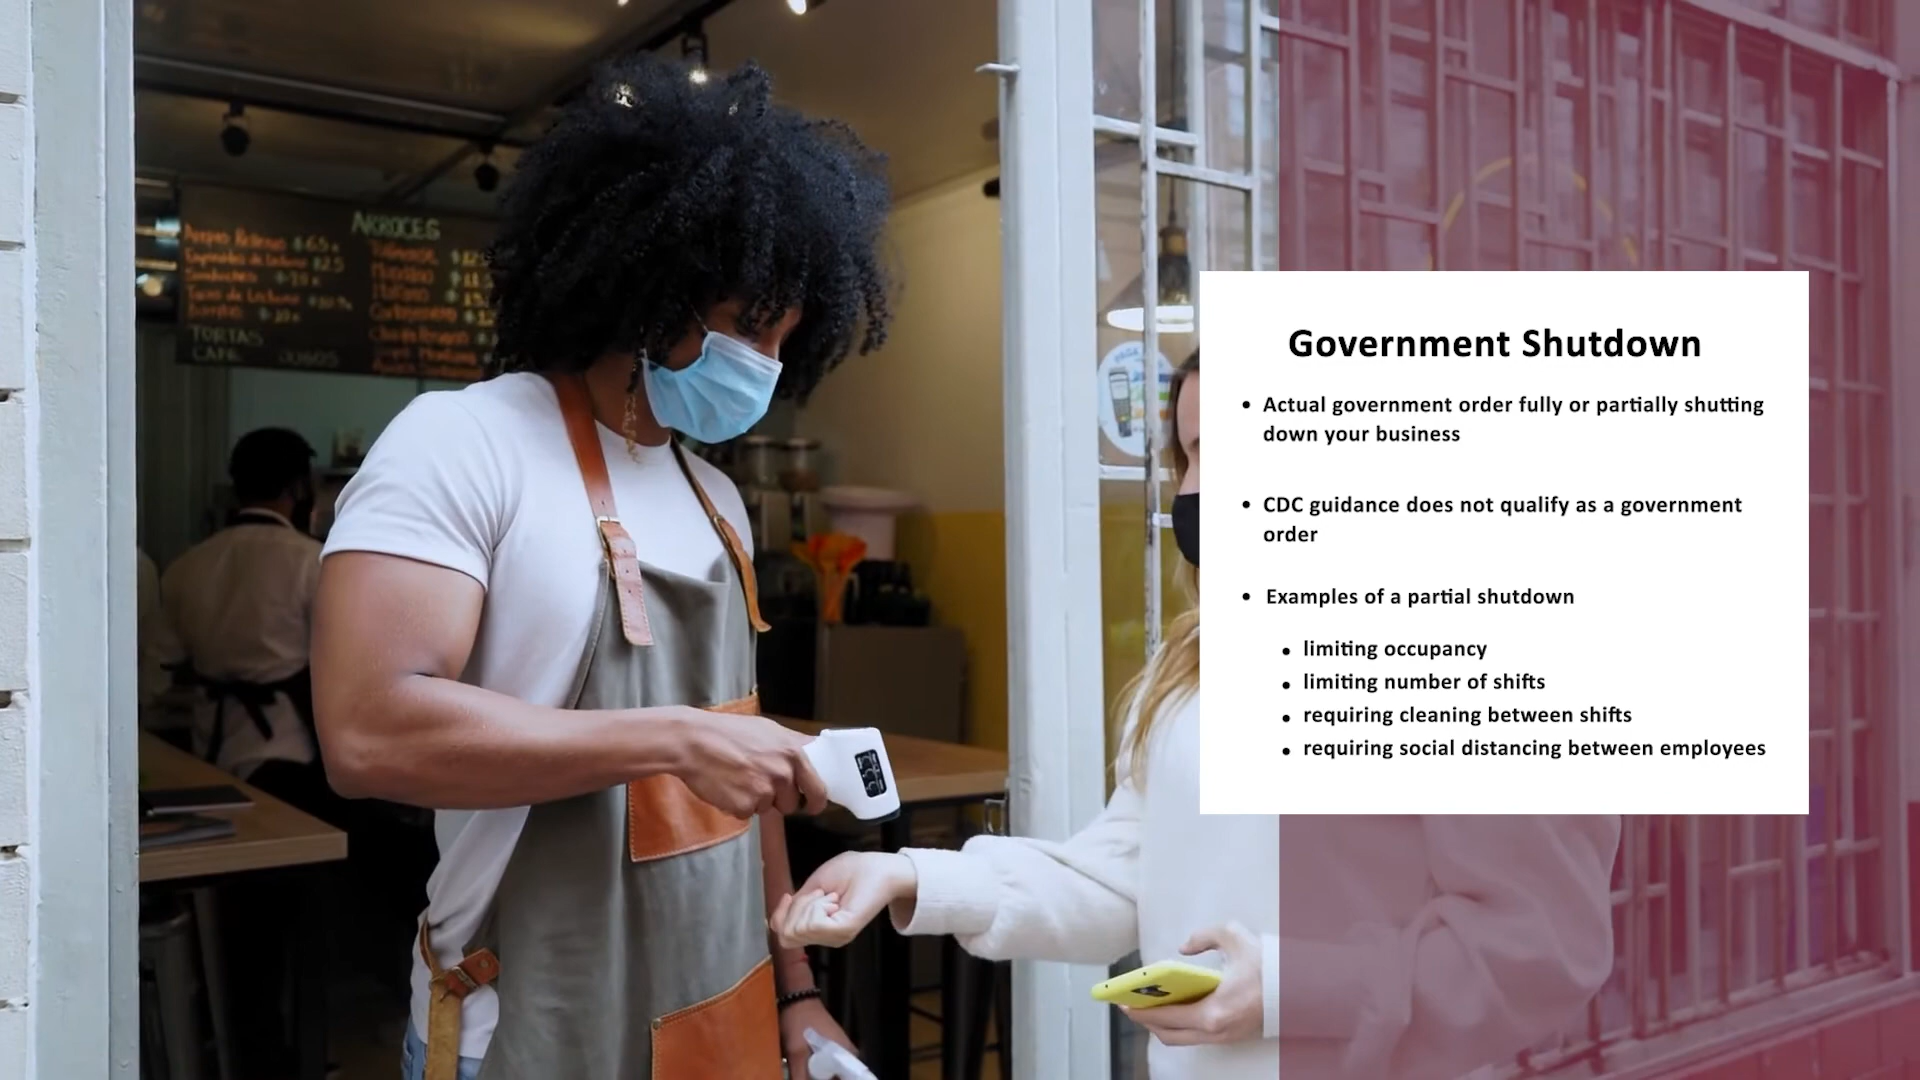 ARROCES
TORTAS
CAFE JUGOS
Government Shutdown
• Actual government order fully or partially shutting
down your business
• CDC guidance does not qualify as a government
order
• Examples of a partial shutdown
• limiting occupancy
• limiting number of shifts
• requiring cleaning between shifts
• requiring social distancing between employees